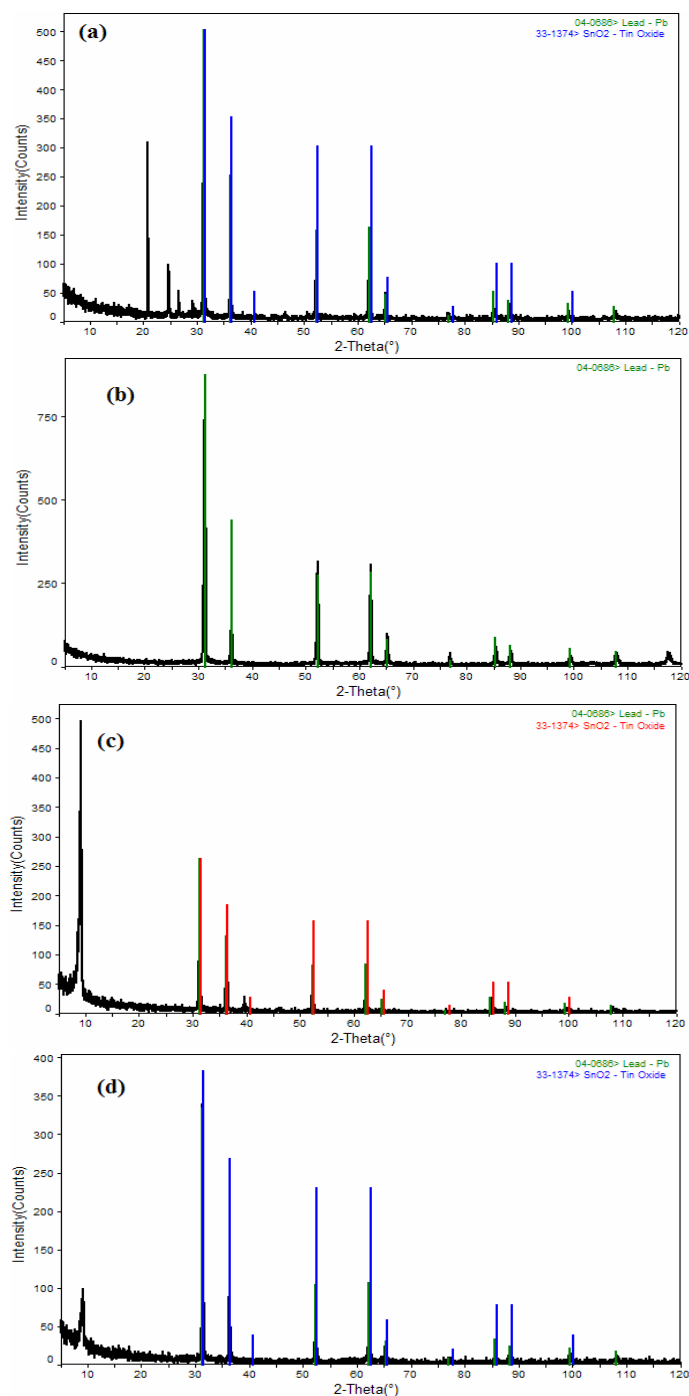 (a)
04-0686> Lead - Pb
33-1374> SnO2 - Tin Oxide
Intensity(Counts)
500
450
400
350
300
250
200
150
100
50
0
10 20 30 40 50 60 70 80 90 100 110 120
2-Theta(°)
(b)
04-0686> Lead - Pb
Intensity(Counts)
750
500
250
0
10 20 30 40 50 60 70 80 90 100 110 120
2-Theta(°)
(c)
04-0686> Lead - Pb
33-1374> SnO2 - Tin Oxide
Intensity(Counts)
500
450
400
350
300
250
200
150
100
50
0
10 20 30 40 50 60 70 80 90 100 110 120
2-Theta(°)
(d)
04-0686> Lead - Pb
33-1374> SnO2 - Tin Oxide
Intensity(Counts)
400
350
300
250
200
150
100
50
0
10 20 30 40 50 60 70 80 90 100 110 120
2-Theta(°)